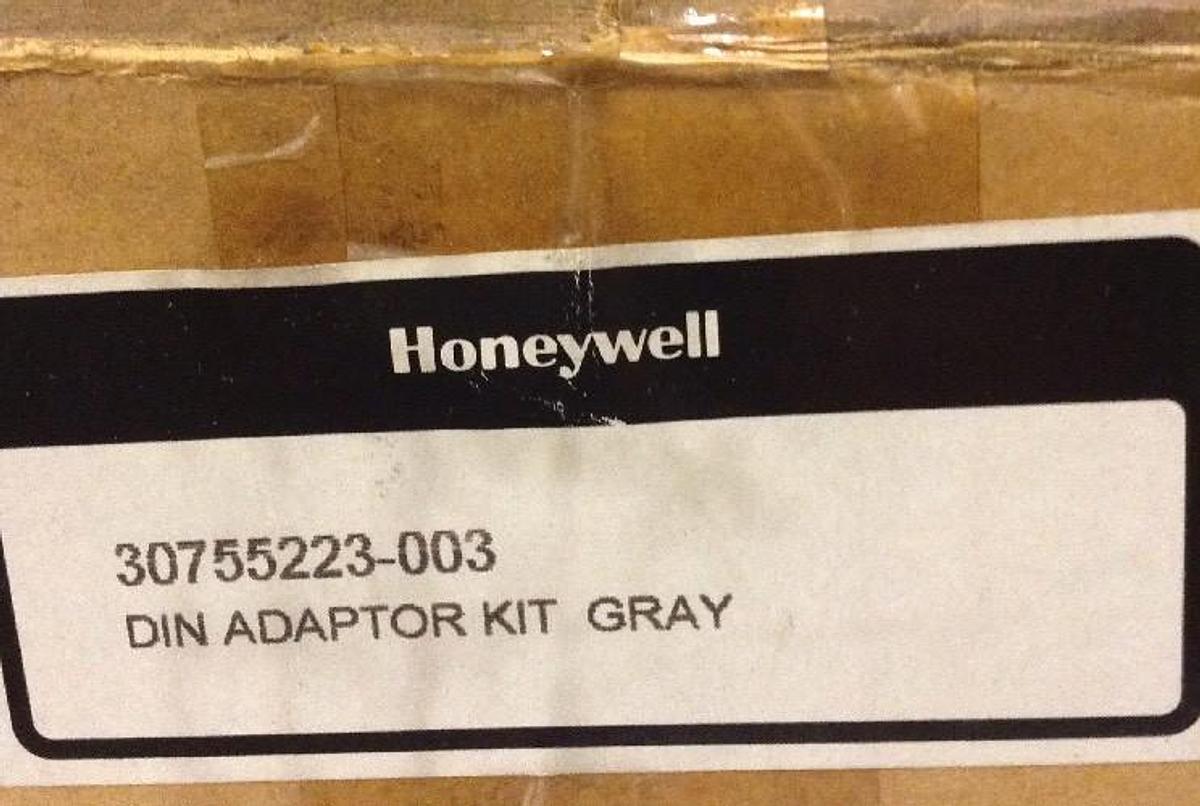 Honeywell
30755223-003
DIN ADAPTOR KIT GRAY